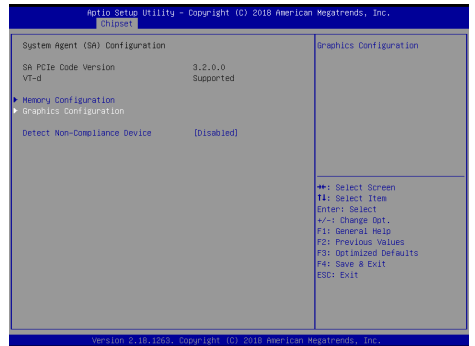 Aptio Setup Utility – Copyright (C) 2018 American Megatrends, Inc.
Chipset
System Agent (SA) Configuration
Graphics Configuration
SA PCIe Code Version 3.2.0.0
VT-d Supported
Memory Configuration
Graphics Configuration
Detect Non-Compliance Device [Disabled]
→←: Select Screen
↑↓: Select Item
Enter: Select
+/-: Change Opt.
F1: General Help
F2: Previous Values
F3: Optimized Defaults
F4: Save & Exit
ESC: Exit
Version 2.18.1263. Copyright (C) 2018 American Megatrends, Inc.